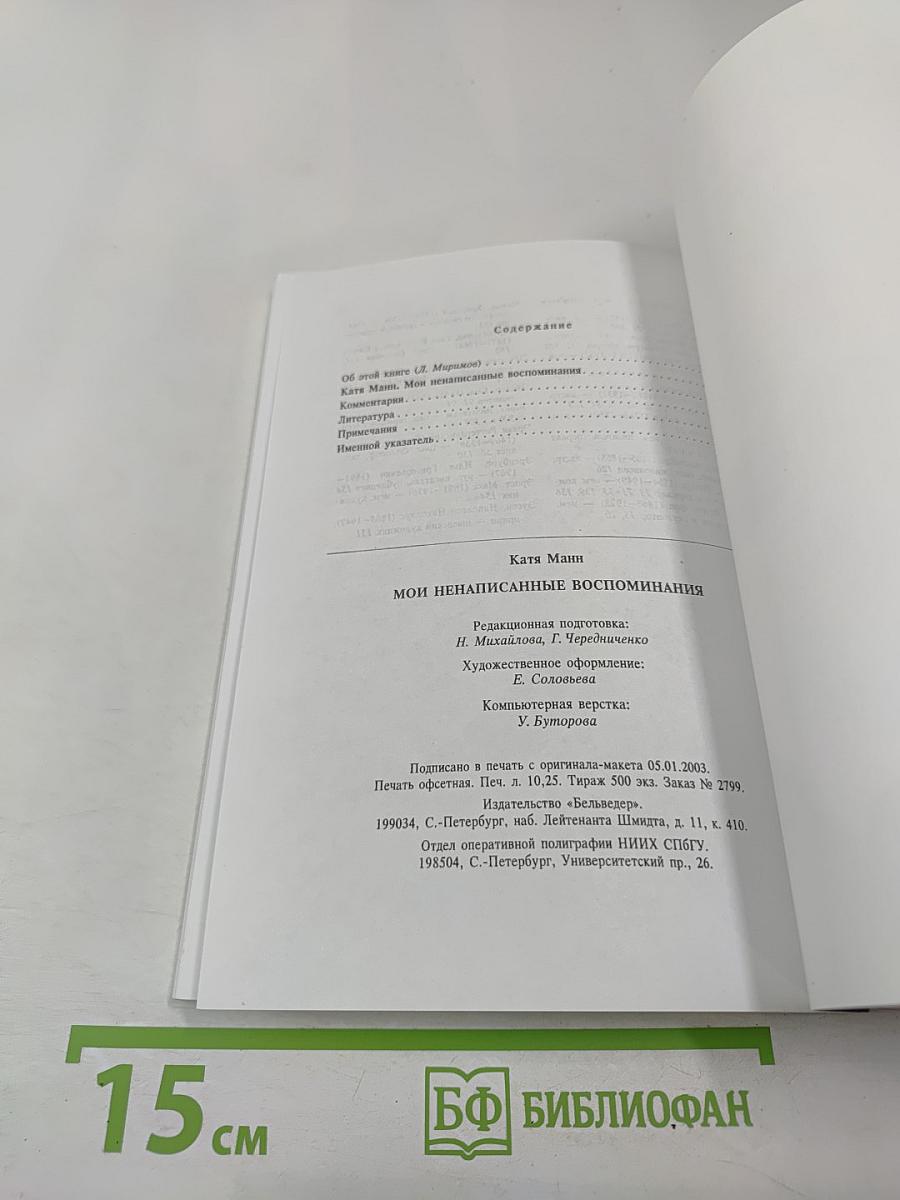 Содержание
Об этой книге (Л. Миримов) . . . . . . . . . . . . . . . . . . . .
Катя Манн. Мои ненаписанные воспоминания. . . . . . . . . . .
Комментарии. . . . . . . . . . . . . . . . . . . . . . . . . . . .
Литература . . . . . . . . . . . . . . . . . . . . . . . . . . . .
Примечания . . . . . . . . . . . . . . . . . . . . . . . . . . . .
Именной указатель. . . . . . . . . . . . . . . . . . . . . . . . .
Катя Манн
МОИ НЕНАПИСАННЫЕ ВОСПОМИНАНИЯ
Редакционная подготовка:
Н. Михайлова, Г. Чередниченко
Художественное оформление:
Е. Соловьева
Компьютерная верстка:
У. Буторова
Подписано в печать с оригинала-макета 05.01.2003.
Печать офсетная. Печ. л. 10,25. Тираж 500 экз. Заказ № 2799.
Издательство «Бельведер».
199034, С.-Петербург, наб. Лейтенанта Шмидта, д. 11, к. 410.
Отдел оперативной полиграфии НИИХ СПбГУ.
198504, С.-Петербург, Университетский пр., 26.
15 см
БФ БИБЛИОФАН